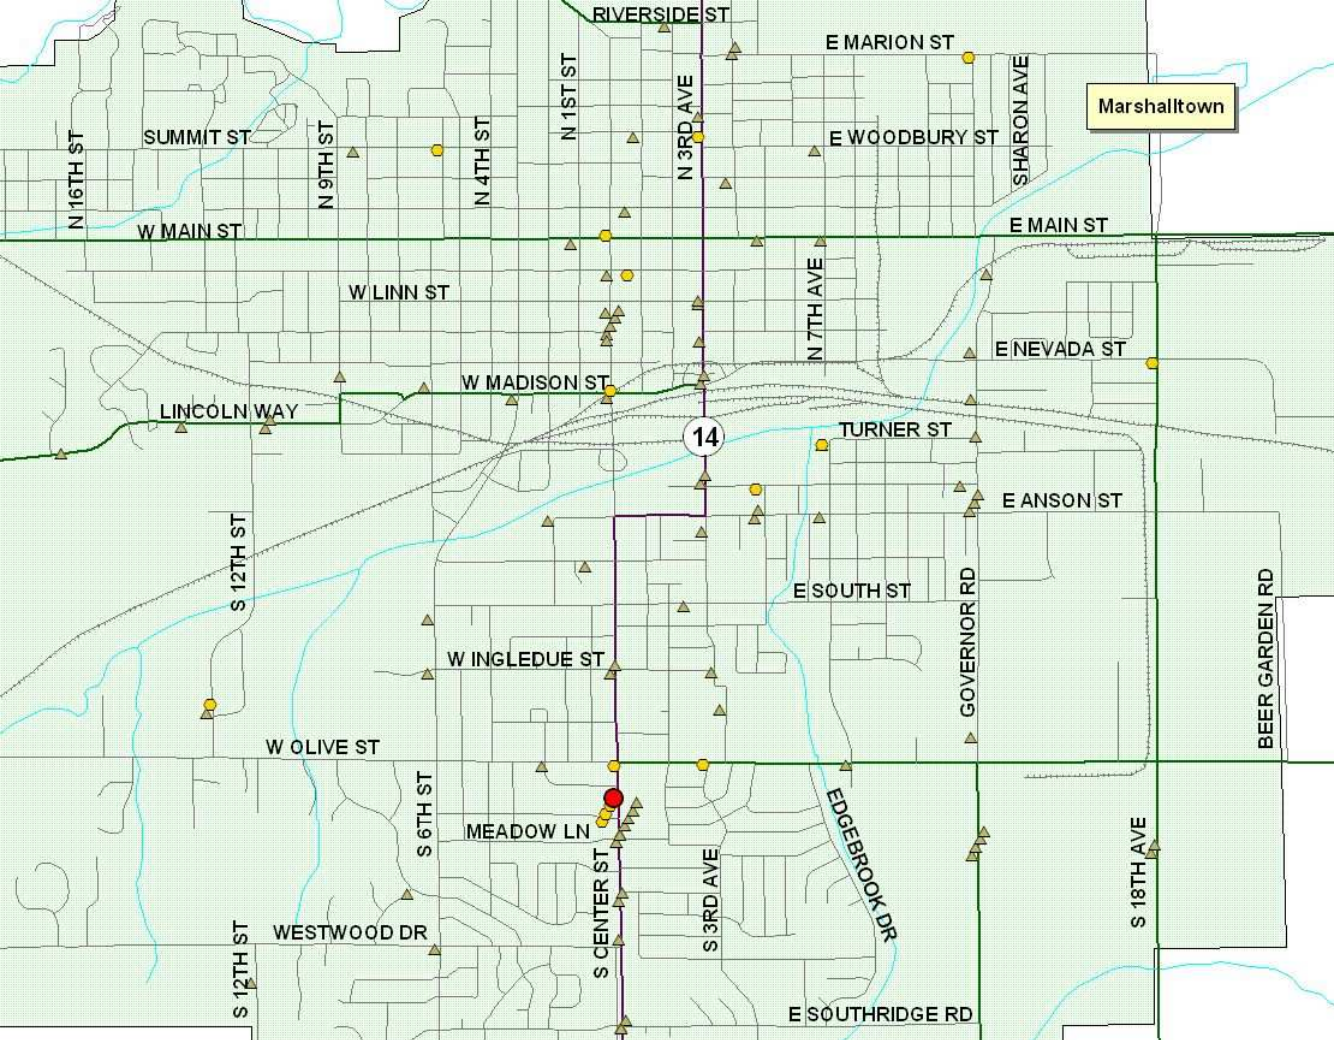 RIVERSIDE ST
E MARION ST
N 1ST ST
N 3RD AVE
SHARON AVE
Marshalltown
SUMMIT ST
N 16TH ST
N 9TH ST
N 4TH ST
E WOODBURY ST
W MAIN ST
E MAIN ST
W LINN ST
N 7TH AVE
E NEVADA ST
W MADISON ST
LINCOLN WAY
14
TURNER ST
E ANSON ST
S 12TH ST
E SOUTH ST
GOVERNOR RD
BEER GARDEN RD
W INGLEDUE ST
W OLIVE ST
S 6TH ST
MEADOW LN
EDGEBROOK DR
S 18TH AVE
S CENTER ST
S 3RD AVE
WESTWOOD DR
S 12TH ST
E SOUTHRIDGE RD